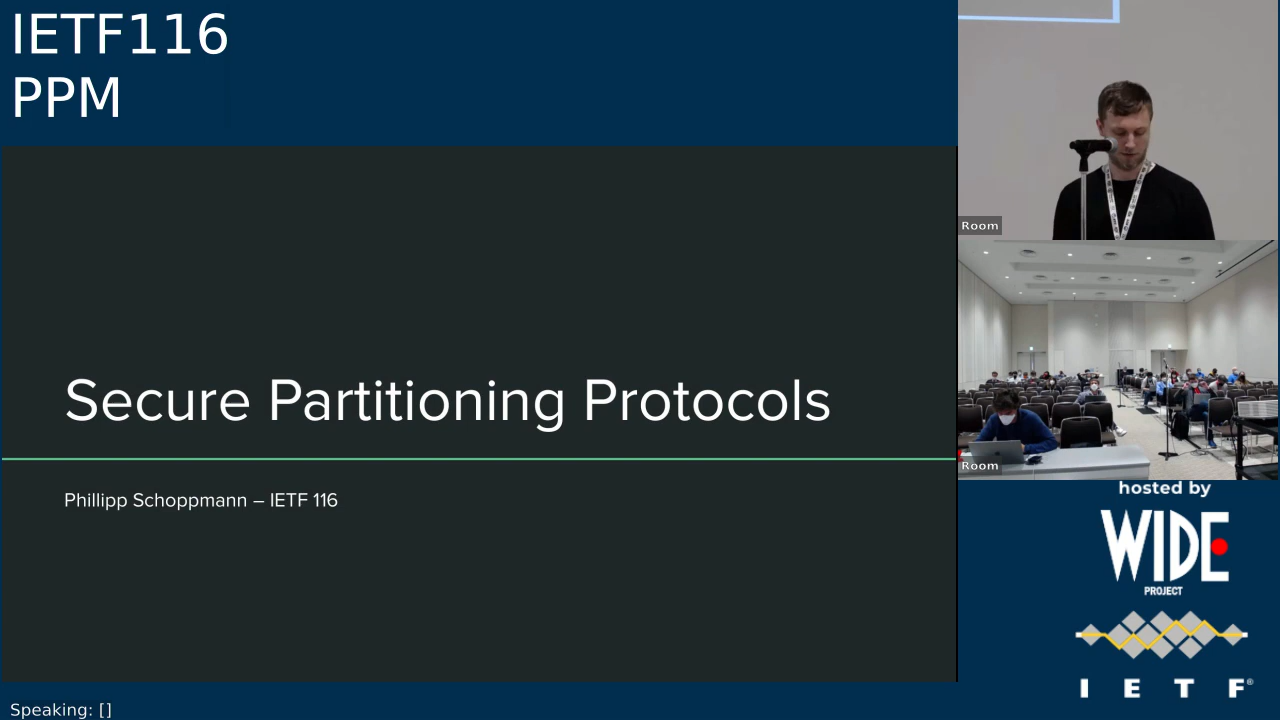 IETF116
PPM
Secure Partitioning Protocols
Phillipp Schoppmann – IETF 116
Room
Room
hosted by
WIDE
PROJECT
I E T F®
Speaking: []